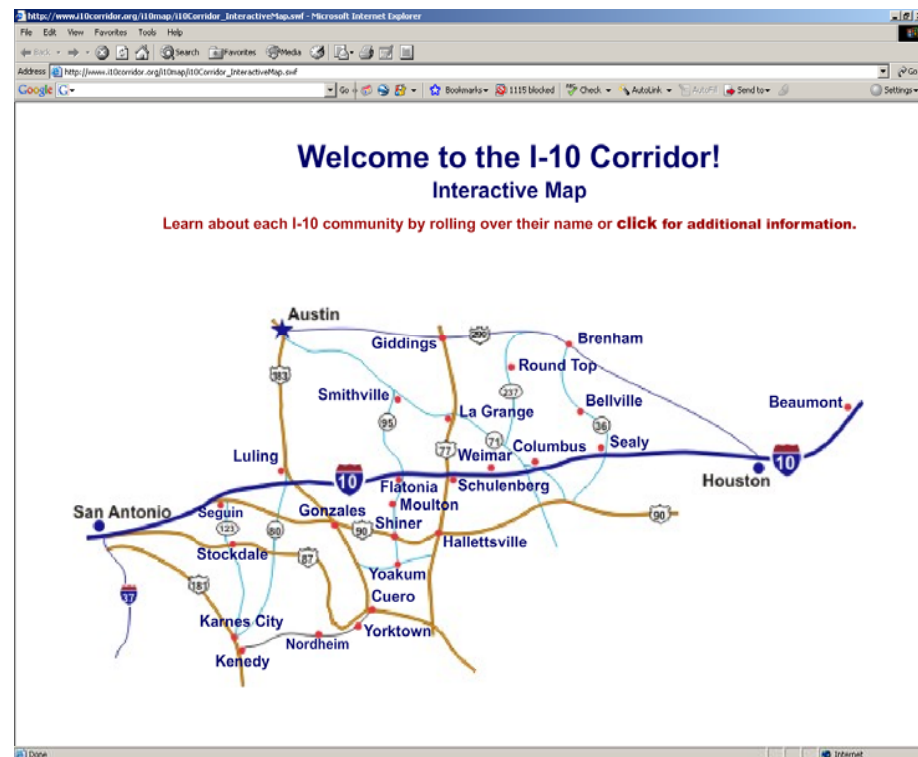 http://www.i10corridor.org/i10map/i10Corridor_InteractiveMap.swf - Microsoft Internet Explorer
File Edit View Favorites Tools Help
Back Search Favorites Media
Address http://www.i10corridor.org/i10map/i10Corridor_InteractiveMap.swf Go
Google G Go Bookmarks 1115 blocked Check AutoLink AutoFill Send to Settings
Welcome to the I-10 Corridor!
Interactive Map
Learn about each I-10 community by rolling over their name or click for additional information.
Austin
Giddings
290
Brenham
Round Top
183
237
Smithville
Beaumont
La Grange
Bellville
95
36
71
77
Columbus
Sealy
Weimar
Luling
10
10
Flatonia
Schulenberg
Houston
San Antonio
Seguin
Moulton
Gonzales
90
123
80
90
Shiner
Hallettsville
Stockdale
87
Yoakum
181
37
Cuero
Karnes City
Yorktown
Nordheim
Kenedy
Done Internet